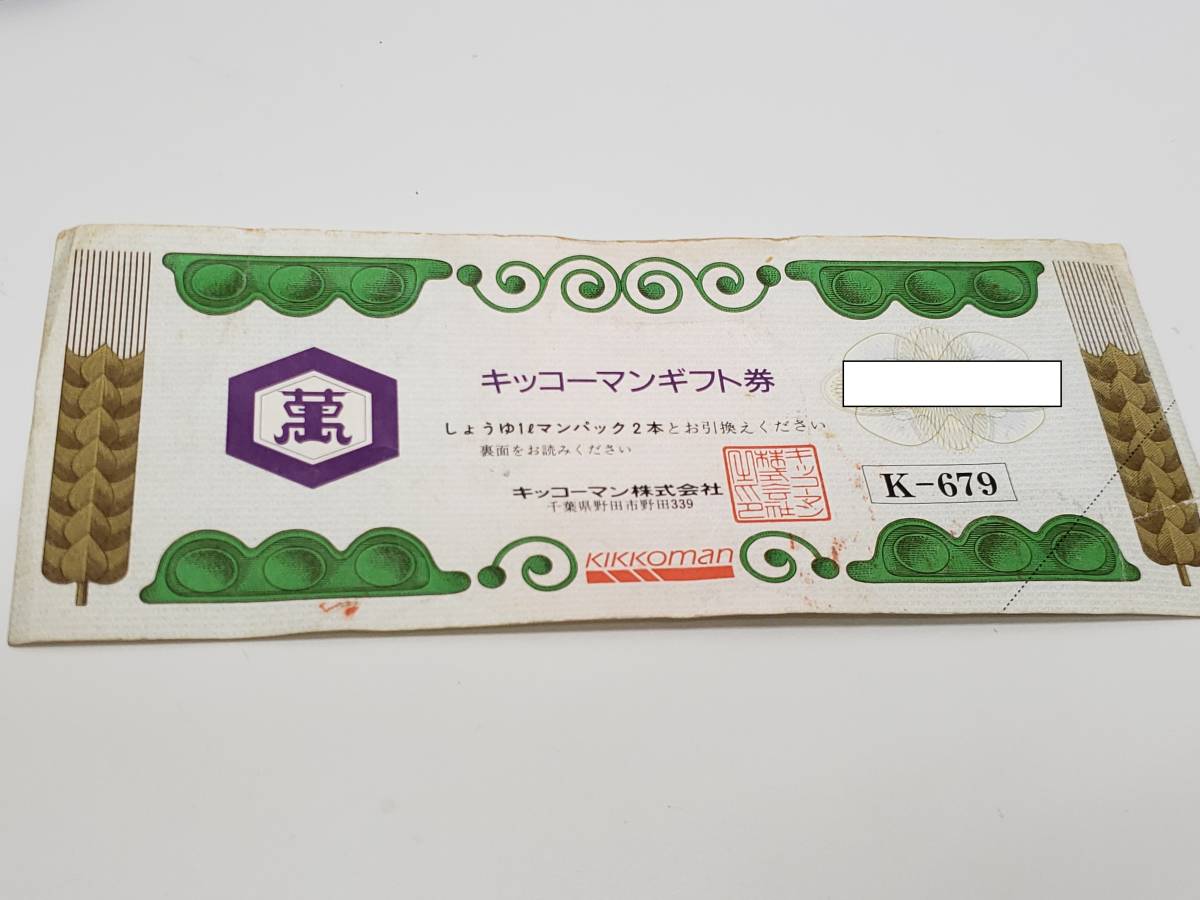 萬
キッコーマンギフト券
しょうゆ1ℓマンパック2本とお引換えください
裏面をお読みください
キッコーマン株式会社
千葉県野田市野田339
K-679
KIKKOMAN